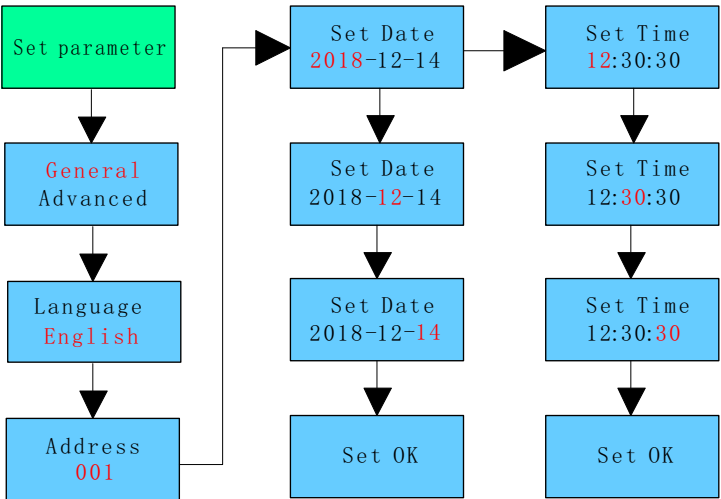 Set parameter
General
Advanced
Language
English
Address
001
Set Date
2018-12-14
Set Date
2018-12-14
Set Date
2018-12-14
Set OK
Set Time
12:30:30
Set Time
12:30:30
Set Time
12:30:30
Set OK